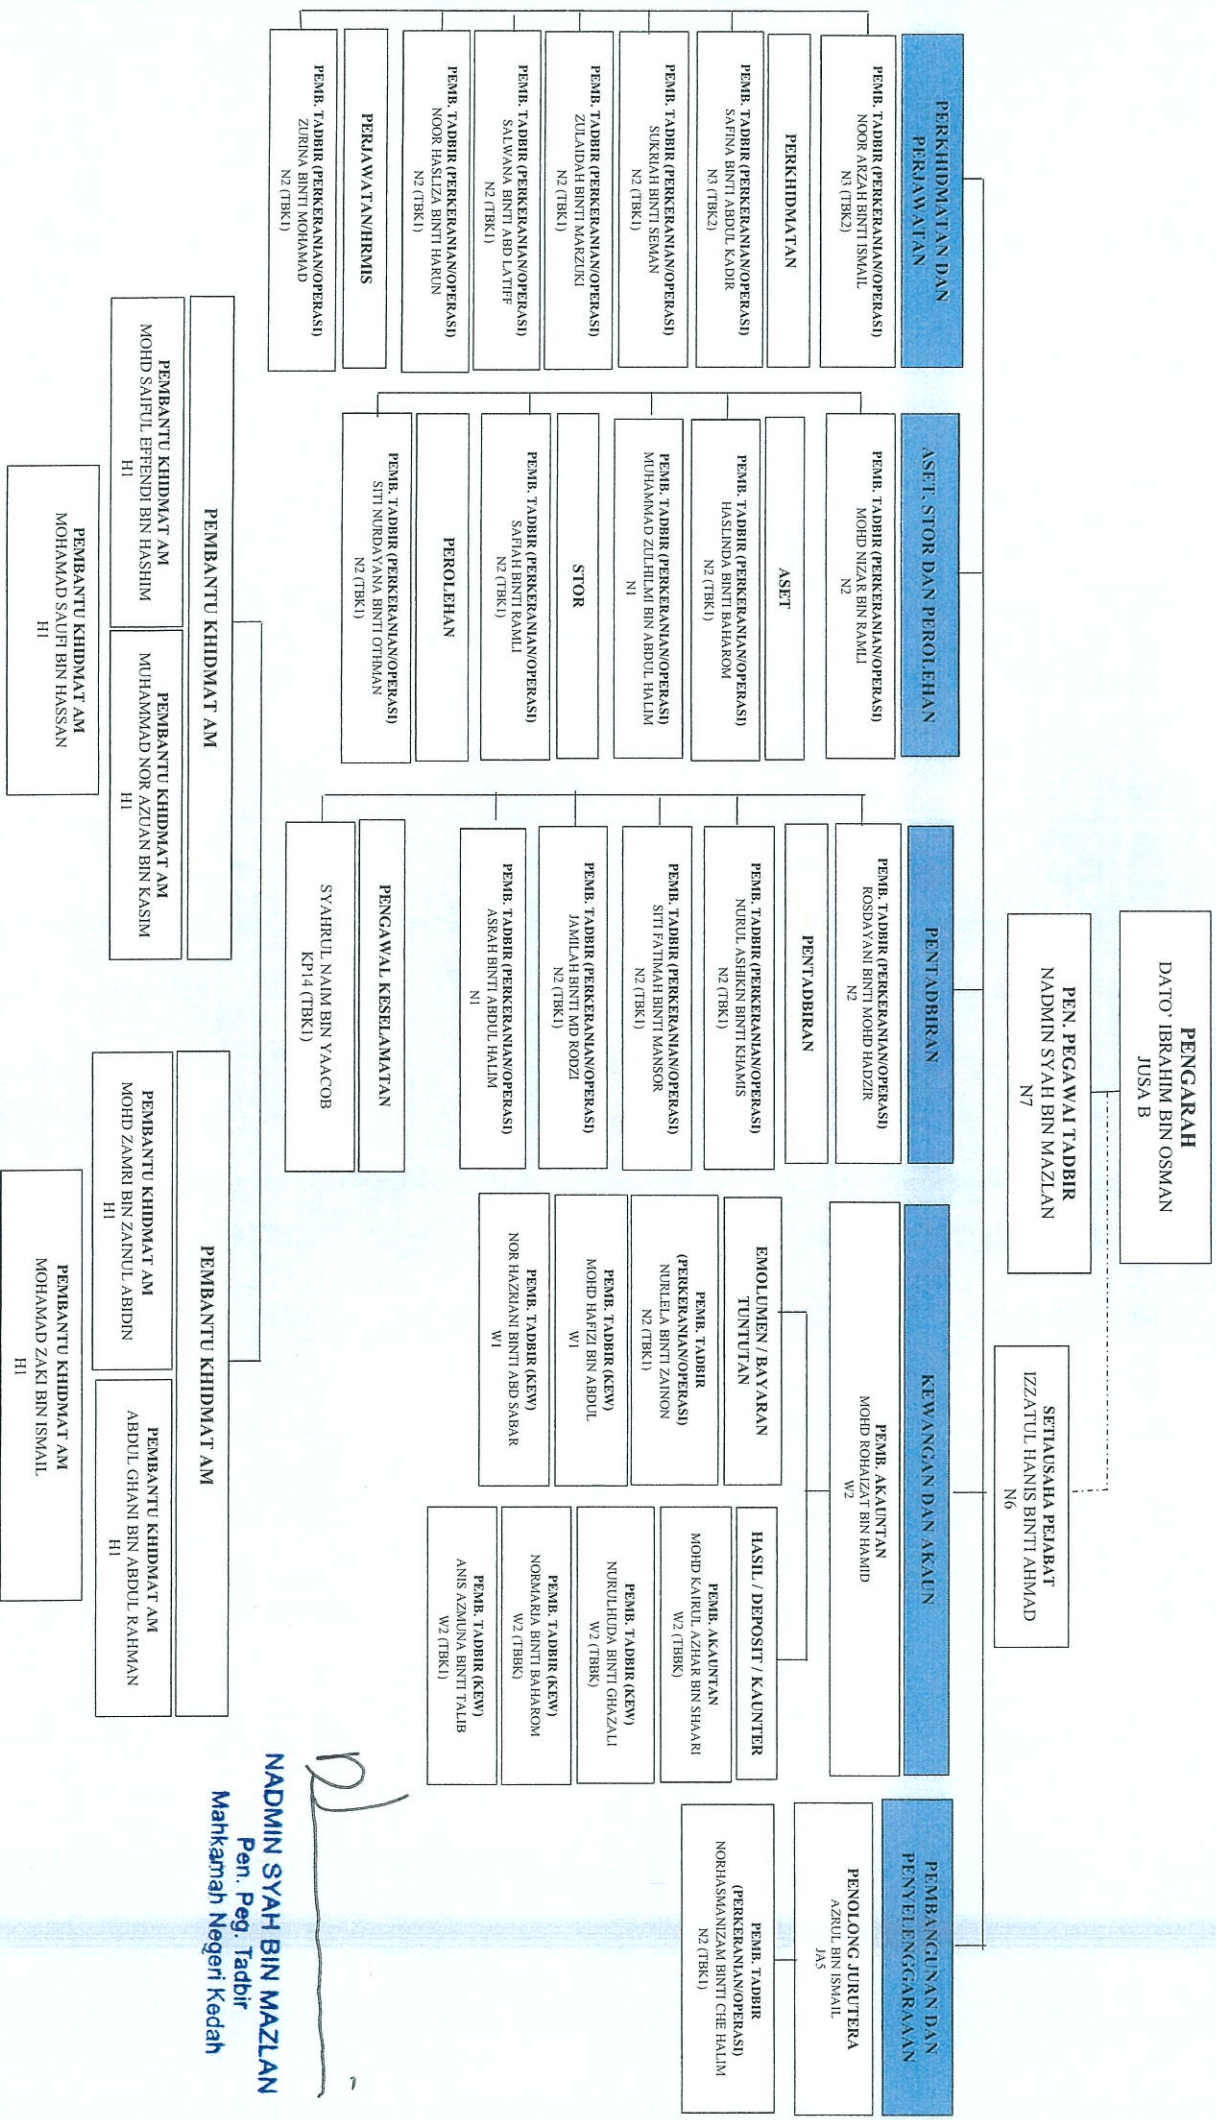 PENGARAH
DATO' IBRAHIM BIN OSMAN
JUSA B
PEN. PEGAWAI TADBIR
NADMIN SYAH BIN MAZLAN
N7
SETIAUSAHA PEJABAT
IZZATUL HANIS BINTI AHMAD
N6
PERKHIDMATAN DAN
PERJAWATAN
PEMB. TADBIR (PERKERANIAN/OPERASI)
NOOR ARZAH BINTI ISMAIL
N3 (TBK2)
PERKHIDMATAN
PEMB. TADBIR (PERKERANIAN/OPERASI)
SAFINA BINTI ABDUL KADIR
N3 (TBK2)
PEMB. TADBIR (PERKERANIAN/OPERASI)
SUKRIAH BINTI SEMAN
N2 (TBK1)
PEMB. TADBIR (PERKERANIAN/OPERASI)
ZULAIDAH BINTI MARZUKI
N2 (TBK1)
PEMB. TADBIR (PERKERANIAN/OPERASI)
SALWANA BINTI ABD LATIFF
N2 (TBK1)
PEMB. TADBIR (PERKERANIAN/OPERASI)
NOOR HASLIZA BINTI HARUN
N2 (TBK1)
PERJAWATAN/HRMIS
PEMB. TADBIR (PERKERANIAN/OPERASI)
ZURINA BINTI MOHAMAD
N2 (TBK1)
ASET, STOR DAN PEROLEHAN
PEMB. TADBIR (PERKERANIAN/OPERASI)
MOHD NIZAR BIN RAMLI
N2
ASET
PEMB. TADBIR (PERKERANIAN/OPERASI)
HASLINDA BINTI BAHAROM
N2 (TBK1)
PEMB. TADBIR (PERKERANIAN/OPERASI)
MUHAMMAD ZULHILMI BIN ABDUL HALIM
N1
STOR
PEMB. TADBIR (PERKERANIAN/OPERASI)
SAFIAH BINTI RAMLI
N2 (TBK1)
PEROLEHAN
PEMB. TADBIR (PERKERANIAN/OPERASI)
SITI NURDAYANA BINTI OTHMAN
N2 (TBK1)
PENTADBIRAN
PEMB. TADBIR (PERKERANIAN/OPERASI)
ROSDAYANI BINTI MOHD HADZIR
N2
PENTADBIRAN
PEMB. TADBIR (PERKERANIAN/OPERASI)
NURUL ASHIKIN BINTI KHAMIS
N2 (TBK1)
PEMB. TADBIR (PERKERANIAN/OPERASI)
SITI FATIMAH BINTI MANSOR
N2 (TBK1)
PEMB. TADBIR (PERKERANIAN/OPERASI)
JAMILAH BINTI MD RODZI
N2 (TBK1)
PEMB. TADBIR (PERKERANIAN/OPERASI)
ASRAH BINTI ABDUL HALIM
N1
PENGAWAL KESELAMATAN
SYAHRUL NAIM BIN YAACOB
KP14 (TBK1)
KEWANGAN DAN AKAUN
PEMB. AKAUNTAN
MOHD ROHAIZAT BIN HAMID
W2
EMOLUMEN / BAYARAN
TUNTUTAN
PEMB. TADBIR
(PERKERANIAN/OPERASI)
NURLELA BINTI ZAINON
N2 (TBK1)
PEMB. TADBIR (KEW)
MOHD HAFIZI BIN ABDUL
W1
PEMB. TADBIR (KEW)
NOR HAZRIANI BINTI ABD SABAR
W1
HASIL / DEPOSIT / KAUNTER
PEMB. AKAUNTAN
MOHD KAIRUL AZHAR BIN SHAARI
W2 (TBBK)
PEMB. TADBIR (KEW)
NURULHUDA BINTI GHAZALI
W2 (TBBK)
PEMB. TADBIR (KEW)
NORMARIA BINTI BAHAROM
W2 (TBBK)
PEMB. TADBIR (KEW)
ANIS AZMUNA BINTI TALIB
W2 (TBK1)
PEMBANGUNAN DAN
PENYELENGGARAAAN
PENOLONG JURUTERA
AZRUL BIN ISMAIL
JA5
PEMB. TADBIR
(PERKERANIAN/OPERASI)
NORHASMANIZAM BINTI CHE HALIM
N2 (TBK1)
PEMBANTU KHIDMAT AM
PEMBANTU KHIDMAT AM
MOHD SAIFUL EFFENDI BIN HASHIM
H1
PEMBANTU KHIDMAT AM
MUHAMMAD NOR AZUAN BIN KASIM
H1
PEMBANTU KHIDMAT AM
MOHAMAD SAUFI BIN HASSAN
H1
PEMBANTU KHIDMAT AM
PEMBANTU KHIDMAT AM
MOHD ZAMRI BIN ZAINUL ABIDIN
H1
PEMBANTU KHIDMAT AM
ABDUL GHANI BIN ABDUL RAHMAN
H1
PEMBANTU KHIDMAT AM
MOHAMAD ZAKI BIN ISMAIL
H1
NADMIN SYAH BIN MAZLAN
Pen. Peg. Tadbir
Mahkamah Negeri Kedah